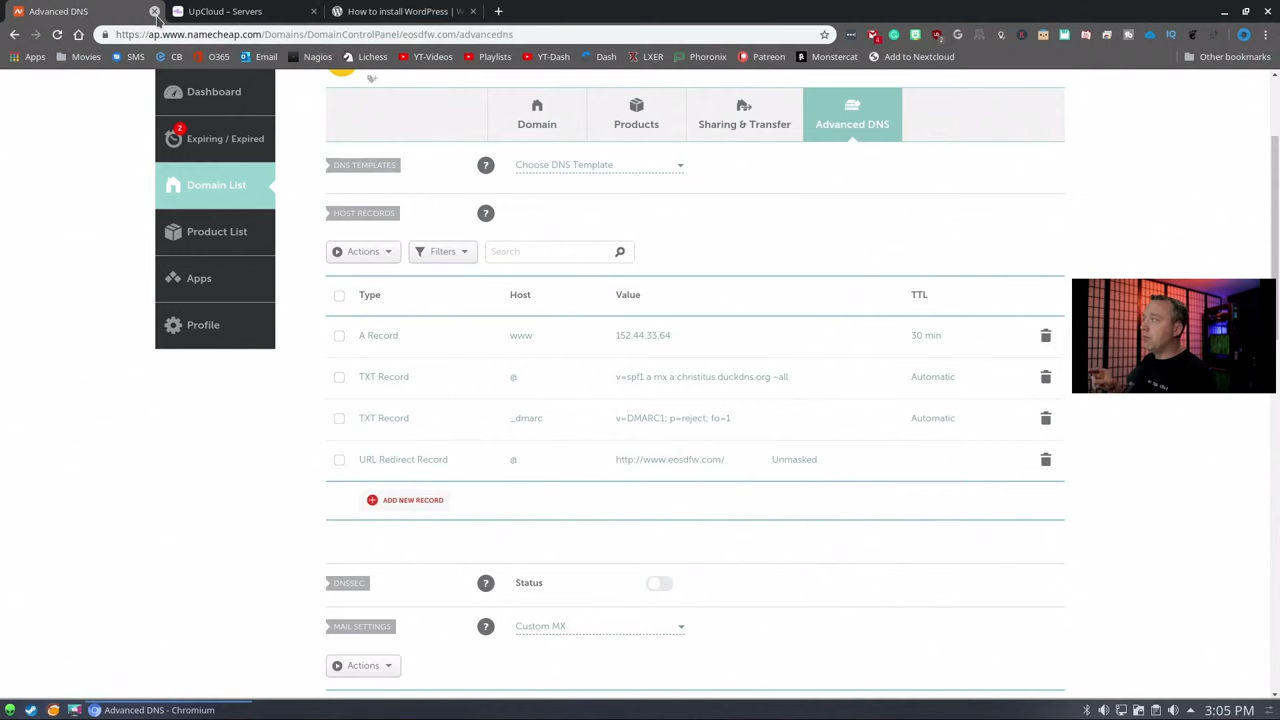 Advanced DNS
UpCloud – Servers
How to install WordPress | W
https://ap.www.namecheap.com/Domains/DomainControlPanel/eosdfw.com/advancedns
Bookmarks
Movies
SMS
CB
O365
Email
Nagios
Lichess
YT-Videos
Playlists
YT-Dash
Dash
LXER
Phoronix
Patreon
Monstercat
Add to Nextcloud
Other bookmarks
Dashboard
2
Expiring / Expired
Domain List
Product List
Apps
Profile
Domain
Products
Sharing & Transfer
Advanced DNS
DNS TEMPLATES
?
Choose DNS Template
HOST RECORDS
?
Actions
Filters
Search
Type Host Value TTL
A Record www 152.44.33.64 30 min
TXT Record @ v=spf1 a mx a:christitus.duckdns.org ~all Automatic
TXT Record _dmarc v=DMARC1; p=reject; fo=1 Automatic
URL Redirect Record @ http://www.eosdfw.com/ Unmasked
ADD NEW RECORD
DNSSEC
?
Status
MAIL SETTINGS
?
Custom MX
Actions
Advanced DNS - Chromium
3:05 PM